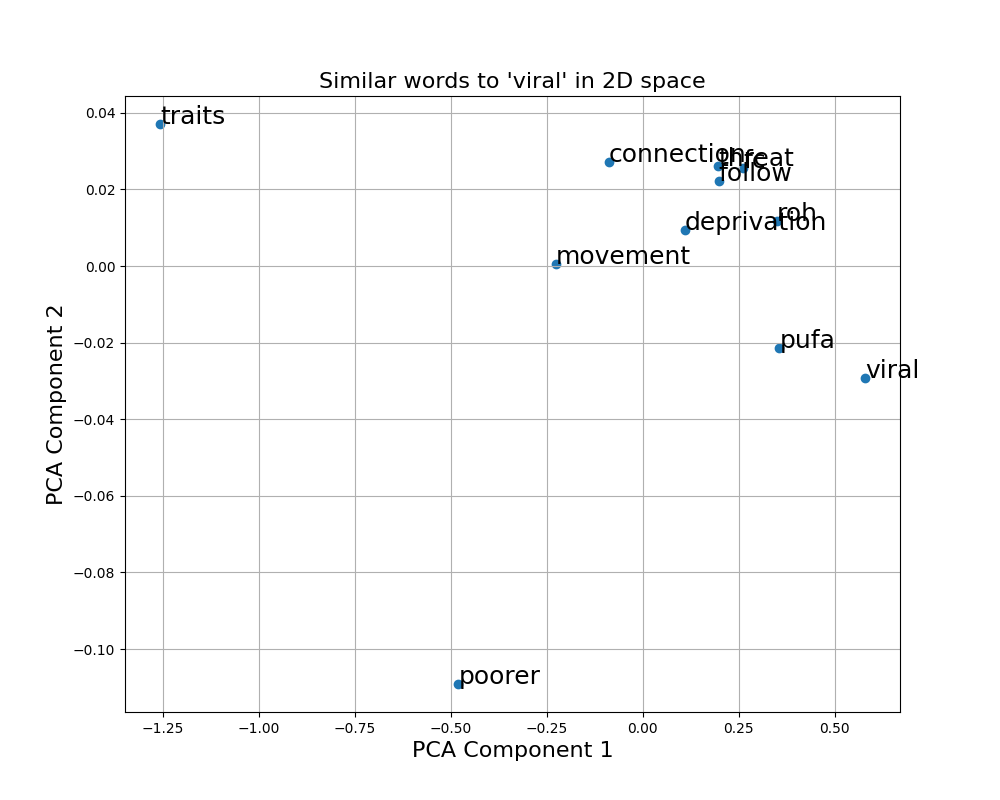 Similar words to 'viral' in 2D space
PCA Component 2
0.04
0.02
0.00
−0.02
−0.04
−0.06
−0.08
−0.10
traits
connection
threat
follow
roh
deprivation
movement
pufa
viral
poorer
−1.25
−1.00
−0.75
−0.50
−0.25
0.00
0.25
0.50
PCA Component 1